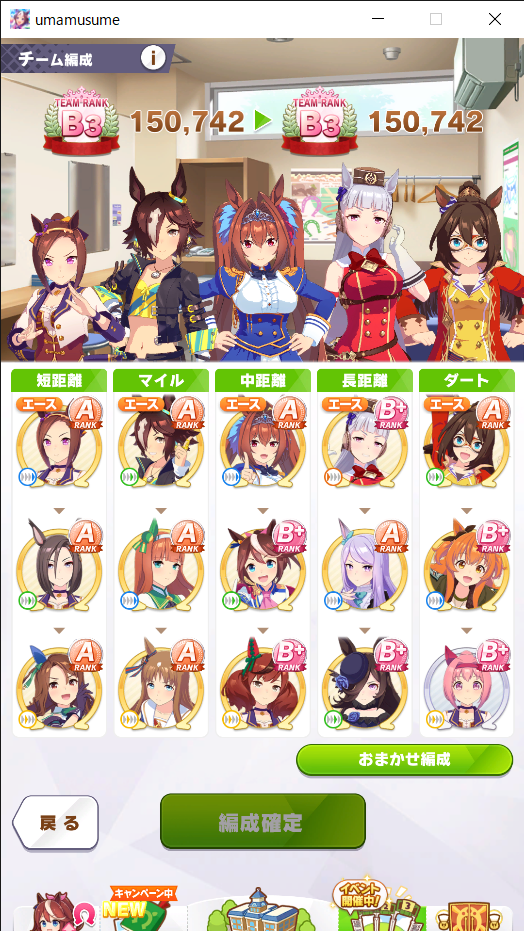 umamusume
チーム編成
i
TEAM RANK
B3
150,742
TEAM RANK
B3
150,742
短距離 マイル 中距離 長距離 ダート
エース A RANK エース A RANK エース A RANK エース B+ RANK エース A RANK
A RANK A RANK B+ RANK A RANK B+ RANK
A RANK A RANK B+ RANK B+ RANK B+ RANK
おまかせ編成
戻る
編成確定
キャンペーン中
NEW
イベント
開催中!
3